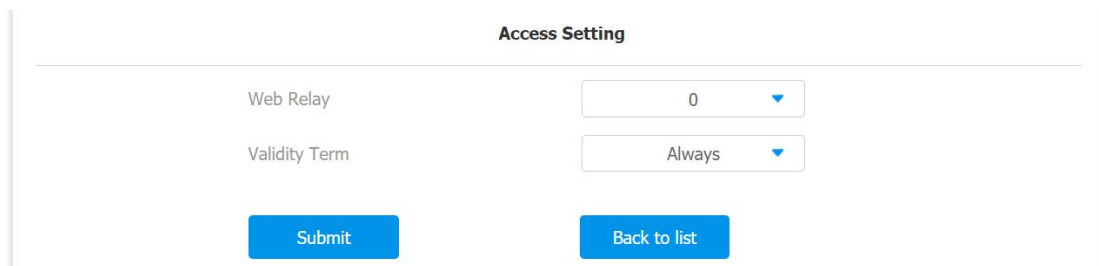 Access Setting
Web Relay 0
Validity Term Always
Submit Back to list